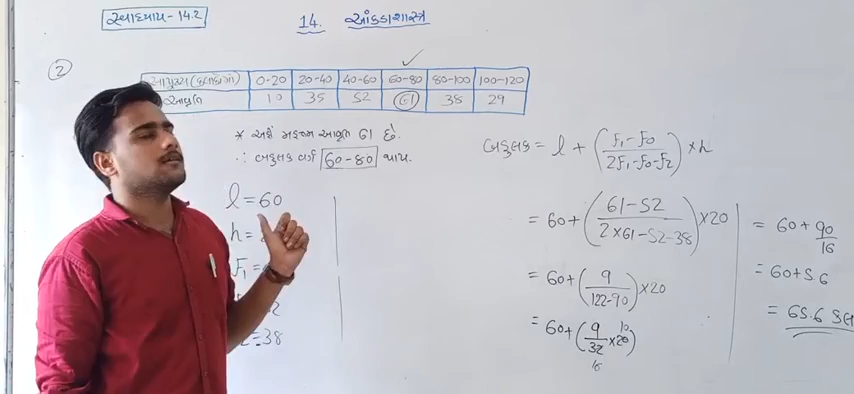 સ્વાધ્યાય-14.2
14. આંકડાશાસ્ત્ર
2
આયુષ્ય (કલાકોમાં) 0-20 20-40 40-60 60-80 80-100 100-120
આવૃત્તિ 10 35 52 61 38 29
* અહીં મહત્તમ આવૃત્તિ 61 છે.
∴ બહુલક વર્ગ 60-80 થાય.
l = 60
h =
F₁ =
= 38
બહુલક = l + (F₁-F₀ / 2F₁-F₀-F₂) × h
= 60 + (61-52 / 2×61-52-38) × 20
= 60 + (9 / 122-90) × 20
= 60 + (9 / 32 × 20)
10
16
= 60 + 90/16
= 60 + 5.6
= 65.6